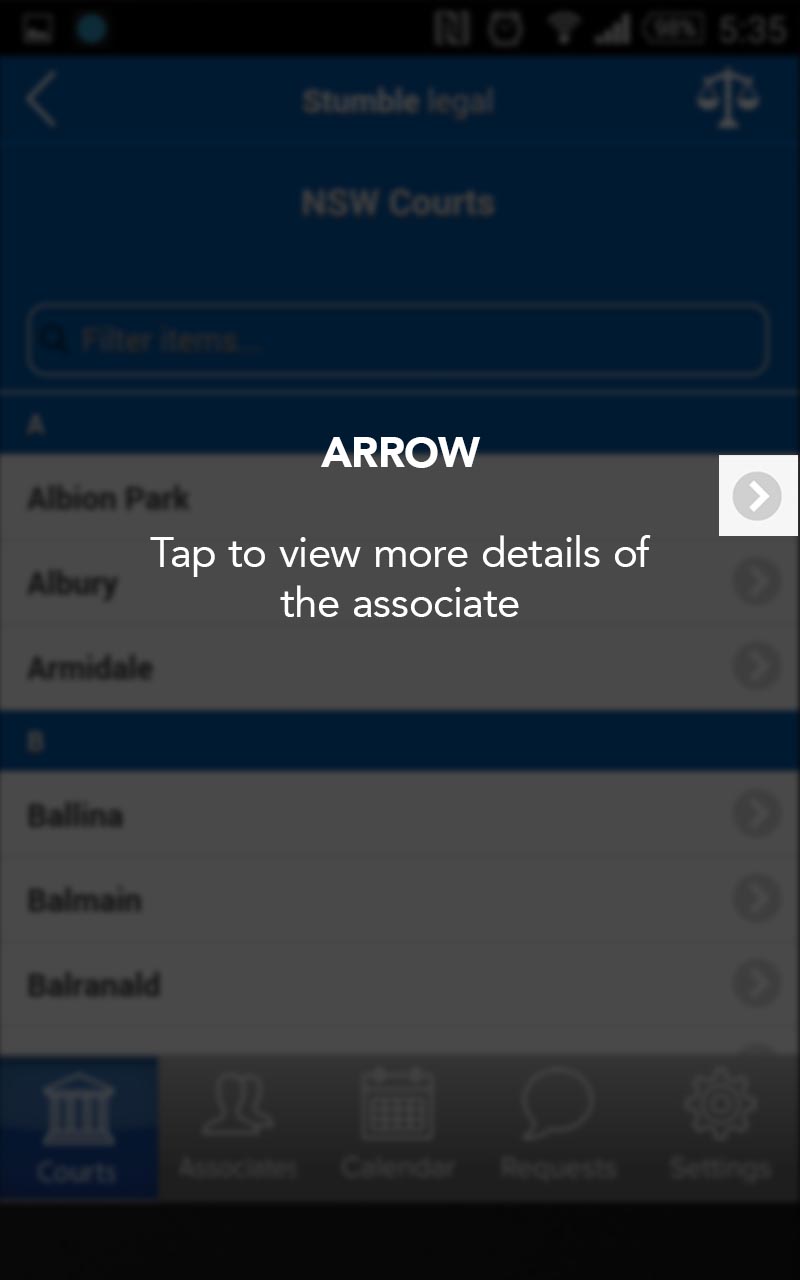 98% 5:35
Stumble legal
NSW Courts
Filter items...
A
ARROW
Albion Park
Tap to view more details of
the associate
Albury
Armidale
B
Ballina
Balmain
Balranald
Courts Associates Calendar Requests Settings